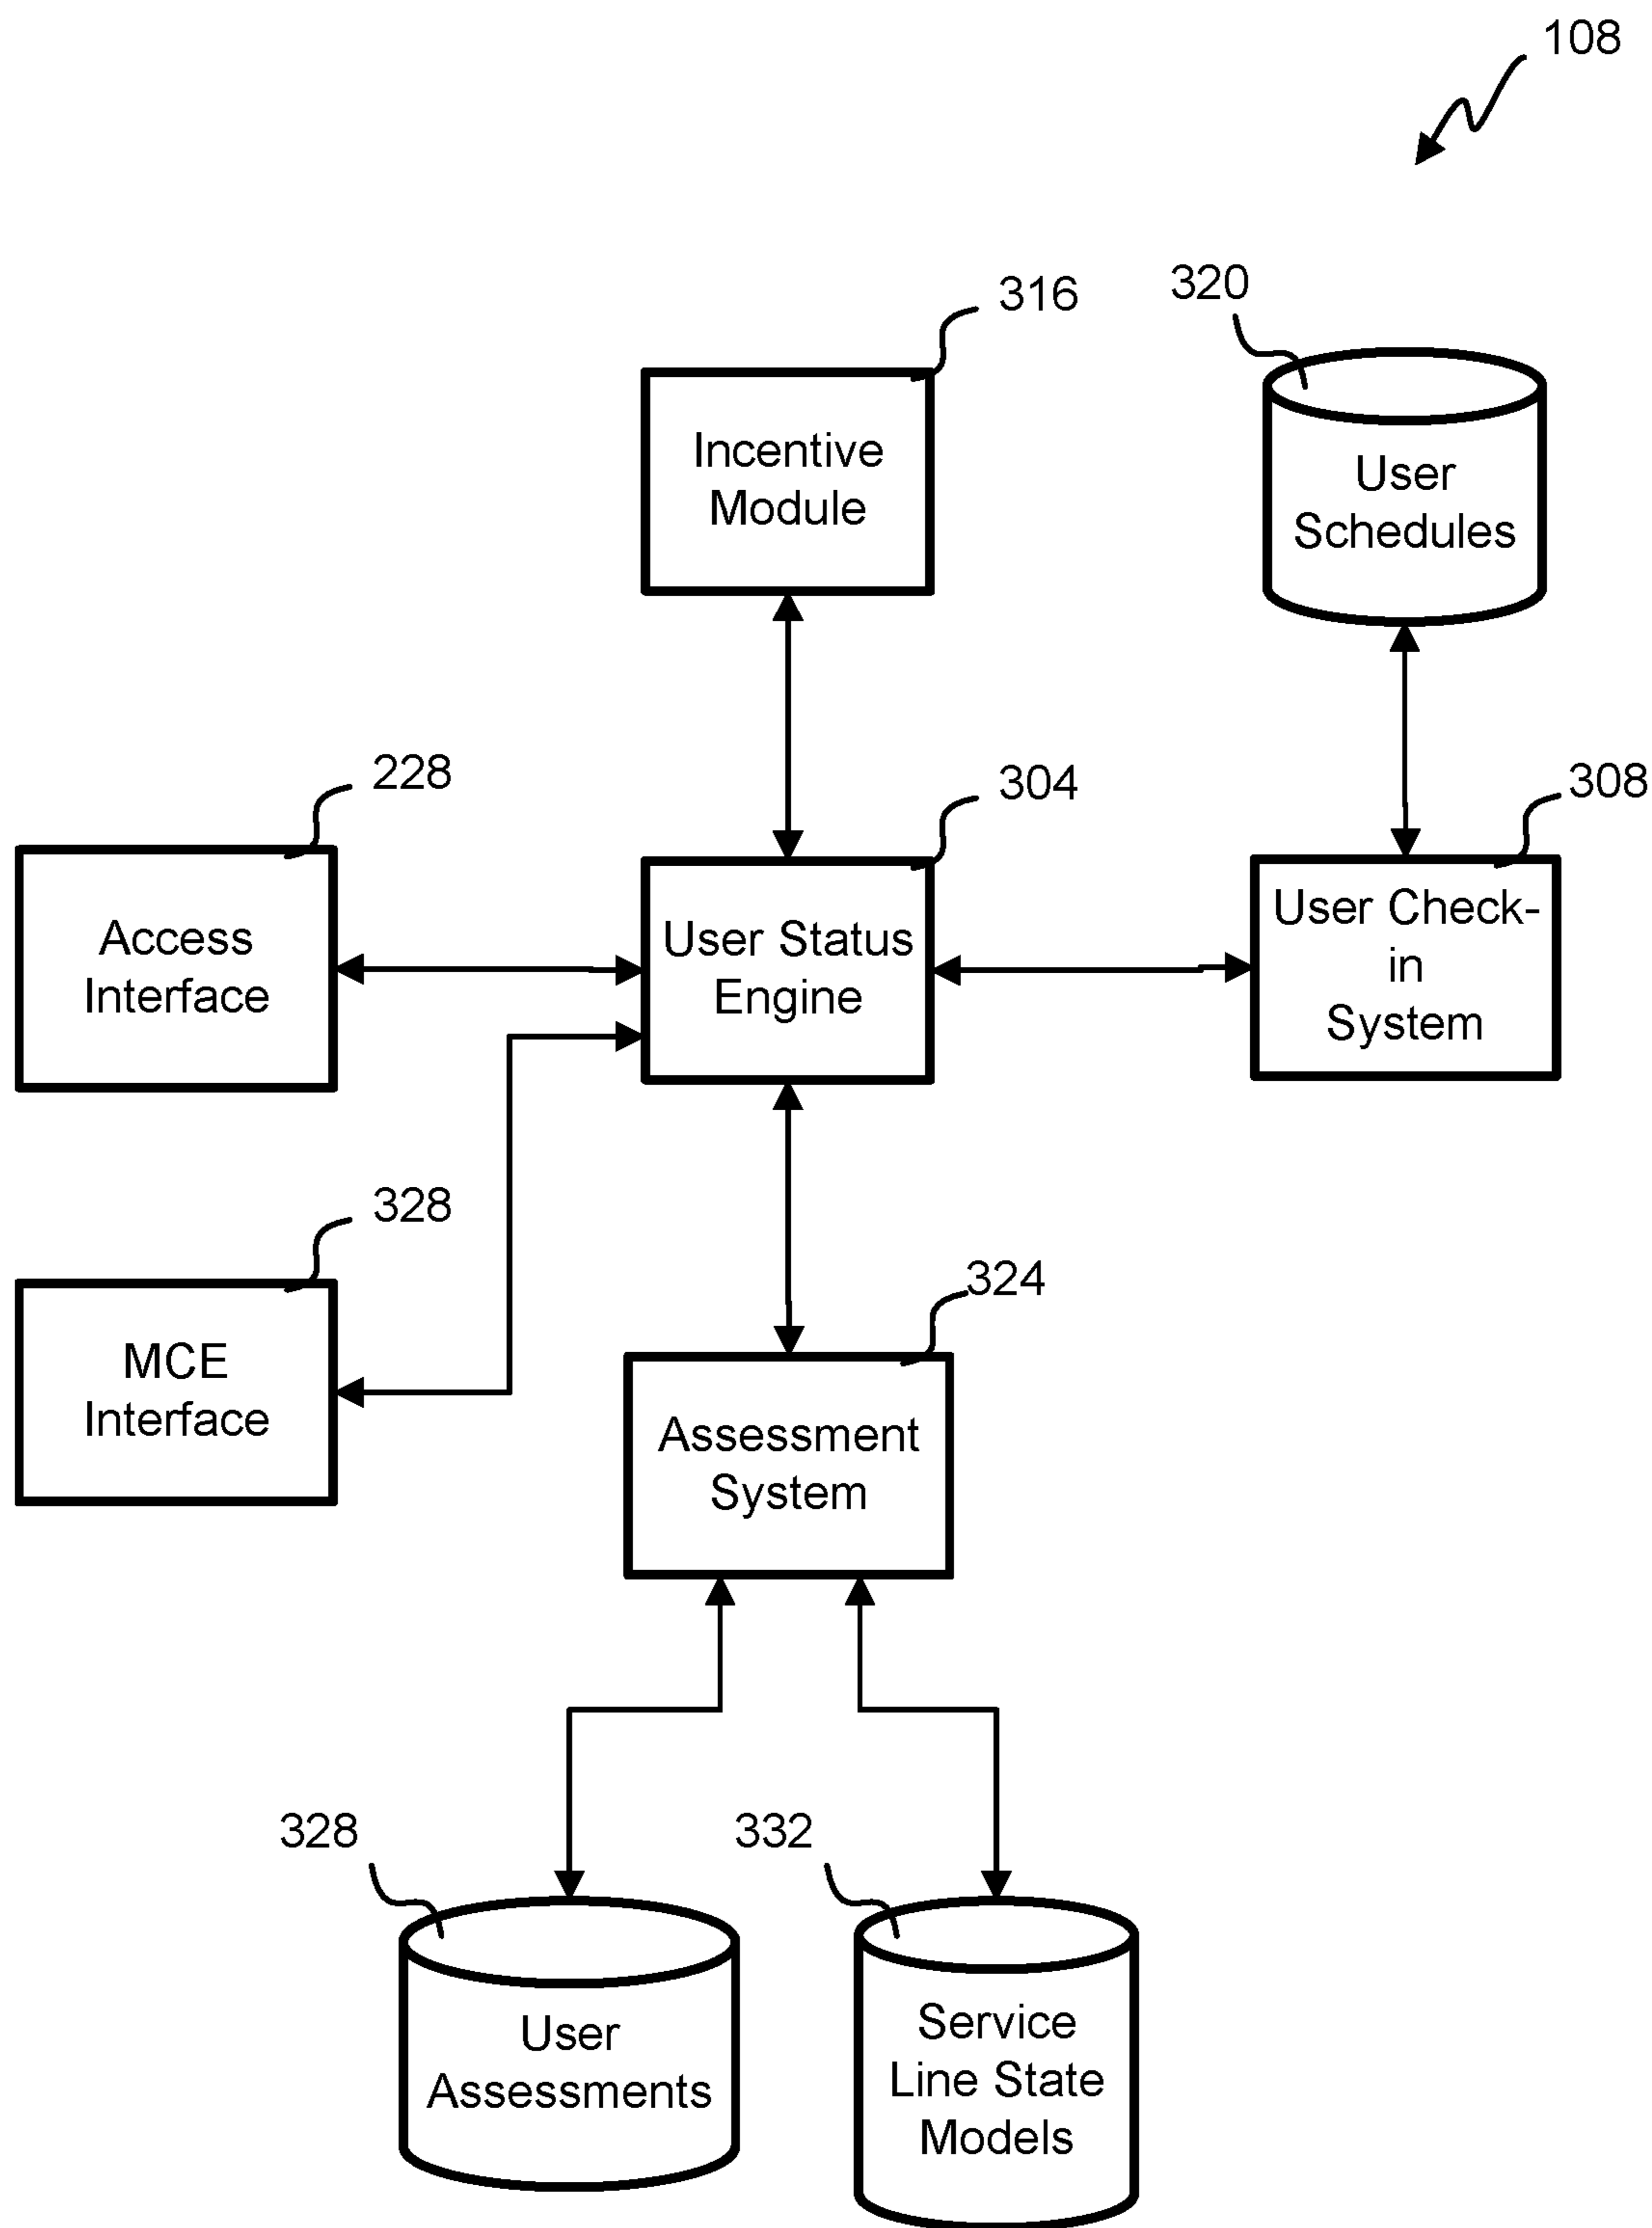 108
316
320
Incentive
Module
User
Schedules
228
304
308
Access
Interface
User Status
Engine
User Check-
in
System
328
MCE
Interface
324
Assessment
System
328
332
User
Assessments
Service
Line State
Models